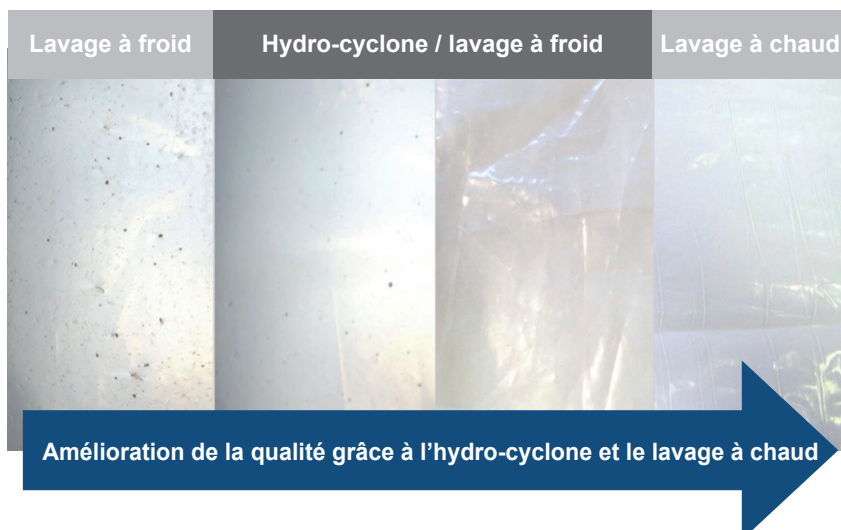 Lavage à froid
Hydro-cyclone / lavage à froid
Lavage à chaud
Amélioration de la qualité grâce à l’hydro-cyclone et le lavage à chaud